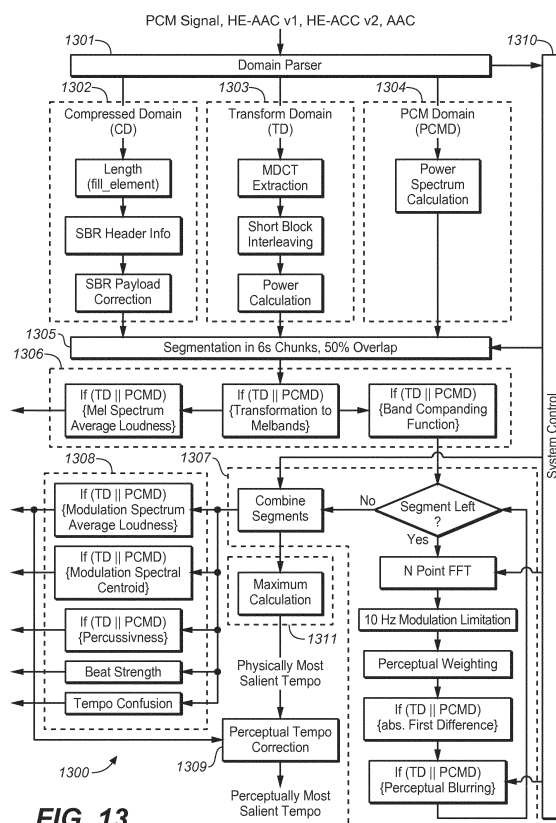 PCM Signal, HE-AAC v1, HE-ACC v2, AAC
1301
1310
Domain Parser
1302
1303
1304
Compressed Domain
(CD)
Transform Domain
(TD)
PCM Domain
(PCMD)
Length
(fill_element)
MDCT
Extraction
Power
Spectrum
Calculation
SBR Header Info
Short Block
Interleaving
SBR Payload
Correction
Power
Calculation
1305
Segmentation in 6s Chunks, 50% Overlap
1306
If (TD || PCMD)
{Mel Spectrum
Average Loudness}
If (TD || PCMD)
{Transformation to
Melbands}
If (TD || PCMD)
{Band Companding
Function}
System Control
1308
1307
If (TD || PCMD)
{Modulation Spectrum
Average Loudness}
Combine
Segments
No
Segment Left
?
Yes
If (TD || PCMD)
{Modulation Spectral
Centroid}
Maximum
Calculation
N Point FFT
1311
10 Hz Modulation Limitation
If (TD || PCMD)
{Percussivness}
Physically Most
Salient Tempo
Perceptual Weighting
Beat Strength
Tempo Confusion
If (TD || PCMD)
{abs. First Difference}
Perceptual Tempo
Correction
1300
1309
If (TD || PCMD)
{Perceptual Blurring}
Perceptually Most
Salient Tempo
FIG. 13